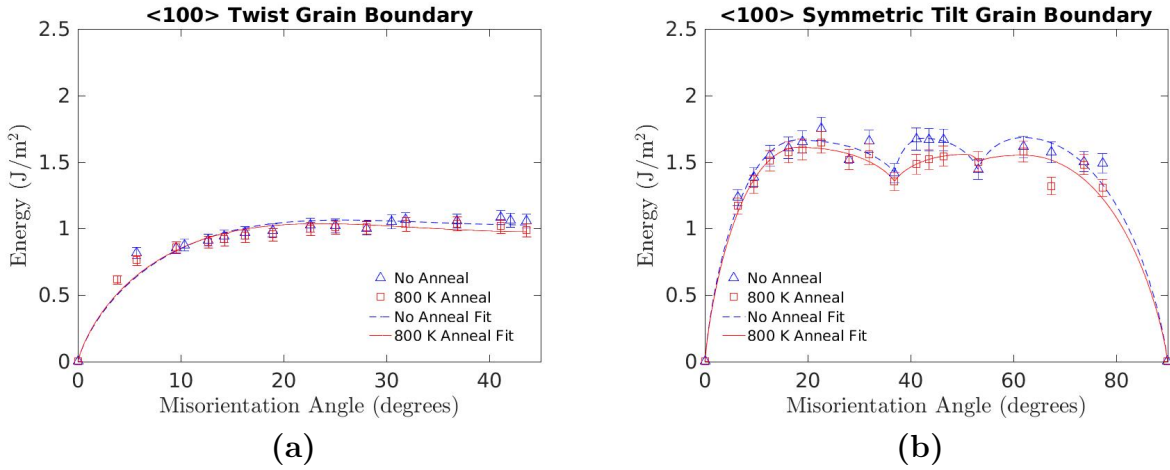 <100> Twist Grain Boundary
2.5
2
1.5
1
0.5
0
Energy (J/m²)
No Anneal
800 K Anneal
No Anneal Fit
800 K Anneal Fit
0 10 20 30 40
Misorientation Angle (degrees)
(a)
<100> Symmetric Tilt Grain Boundary
2.5
2
1.5
1
0.5
0
Energy (J/m²)
No Anneal
800 K Anneal
No Anneal Fit
800 K Anneal Fit
0 20 40 60 80
Misorientation Angle (degrees)
(b)